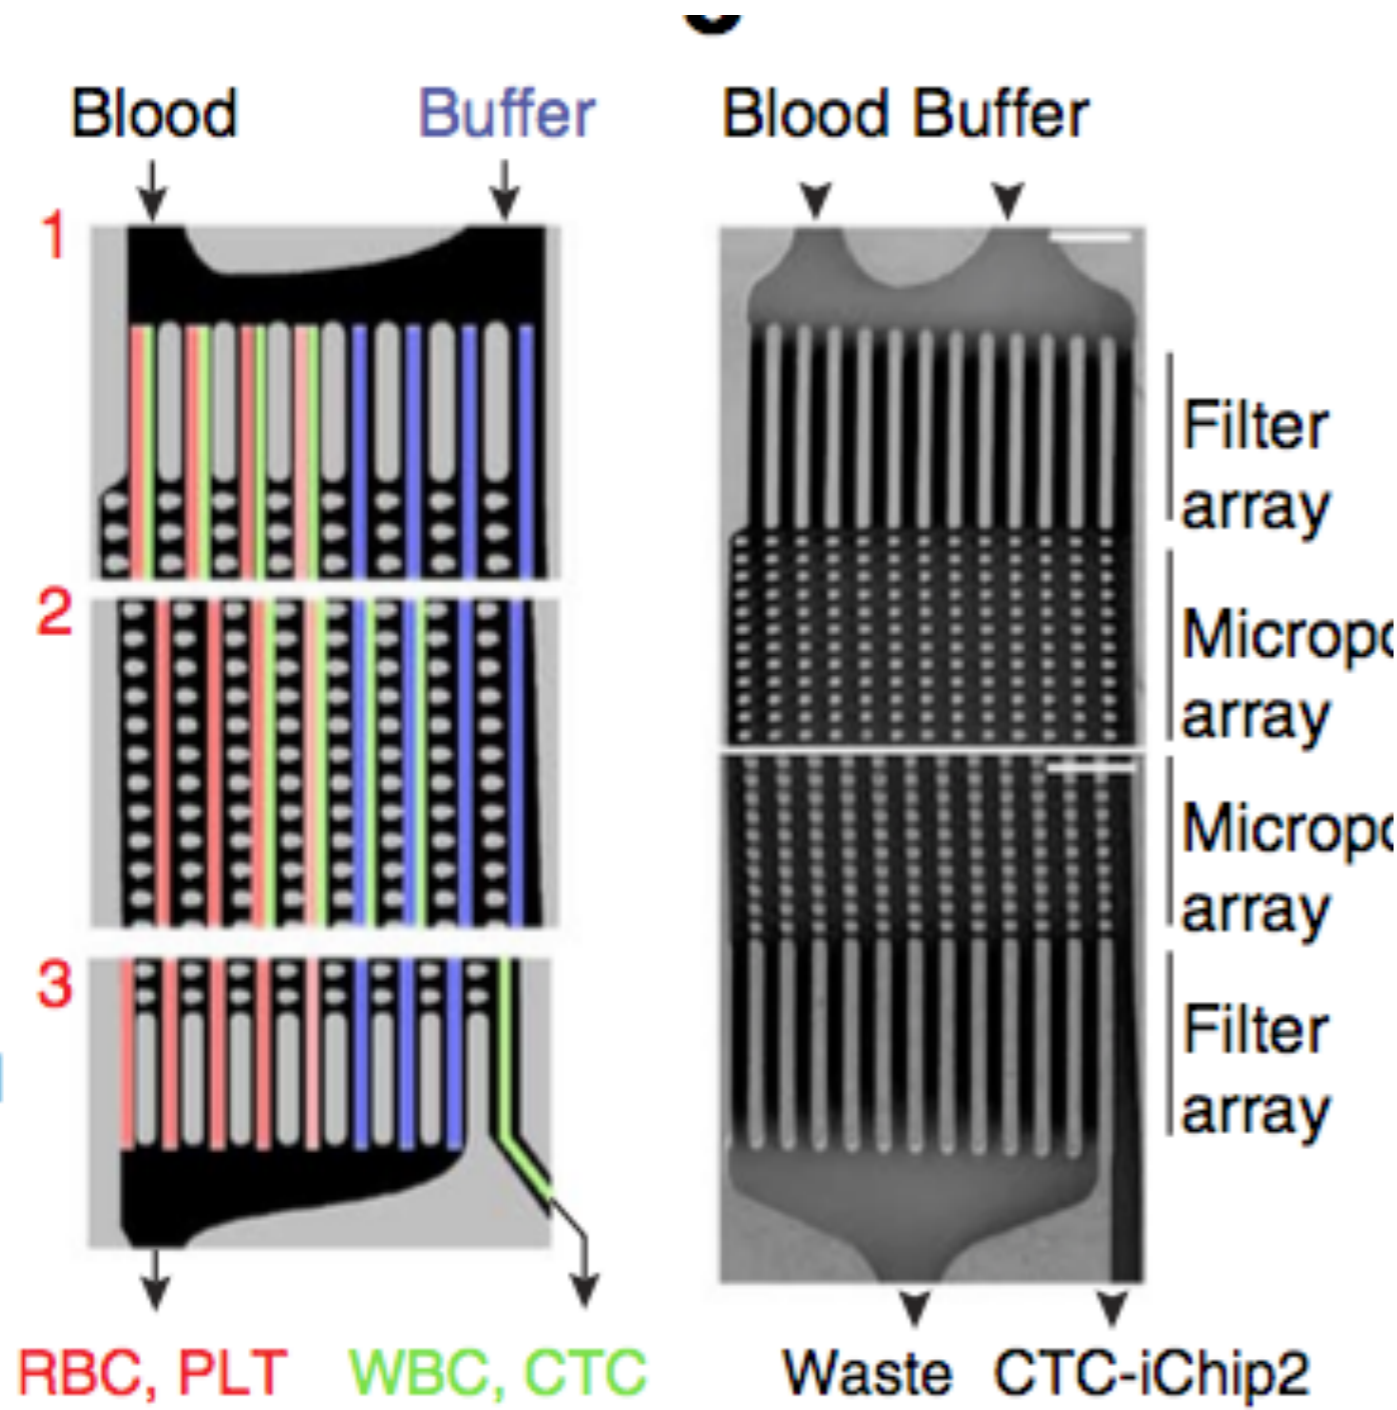 Blood
Buffer
Blood Buffer
1
Filter
array
2
array
array
3
Filter
array
RBC, PLT
WBC, CTC
Waste
CTC-iChip2